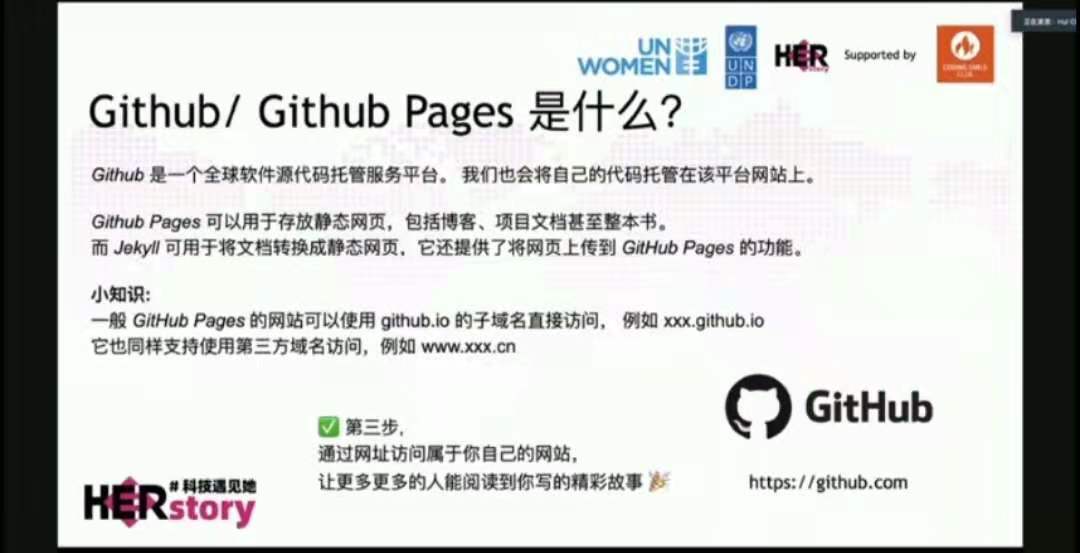 正在讲话:
UN
WOMEN
UN
DP
HER
story
Supported by
CODING GIRLS
CLUB
Github/ Github Pages 是什么?
Github 是一个全球软件源代码托管服务平台。 我们也会将自己的代码托管在该平台网站上。
Github Pages 可以用于存放静态网页，包括博客、项目文档甚至整本书。
而 Jekyll 可用于将文档转换成静态网页，它还提供了将网页上传到 GitHub Pages 的功能。
小知识:
一般 GitHub Pages 的网站可以使用 github.io 的子域名直接访问， 例如 xxx.github.io
它也同样支持使用第三方域名访问，例如 www.xxx.cn
GitHub
✅ 第三步,
通过网址访问属于你自己的网站,
让更多更多的人能阅读到你写的精彩故事 🎉
https://github.com
# 科技遇见她
HERstory